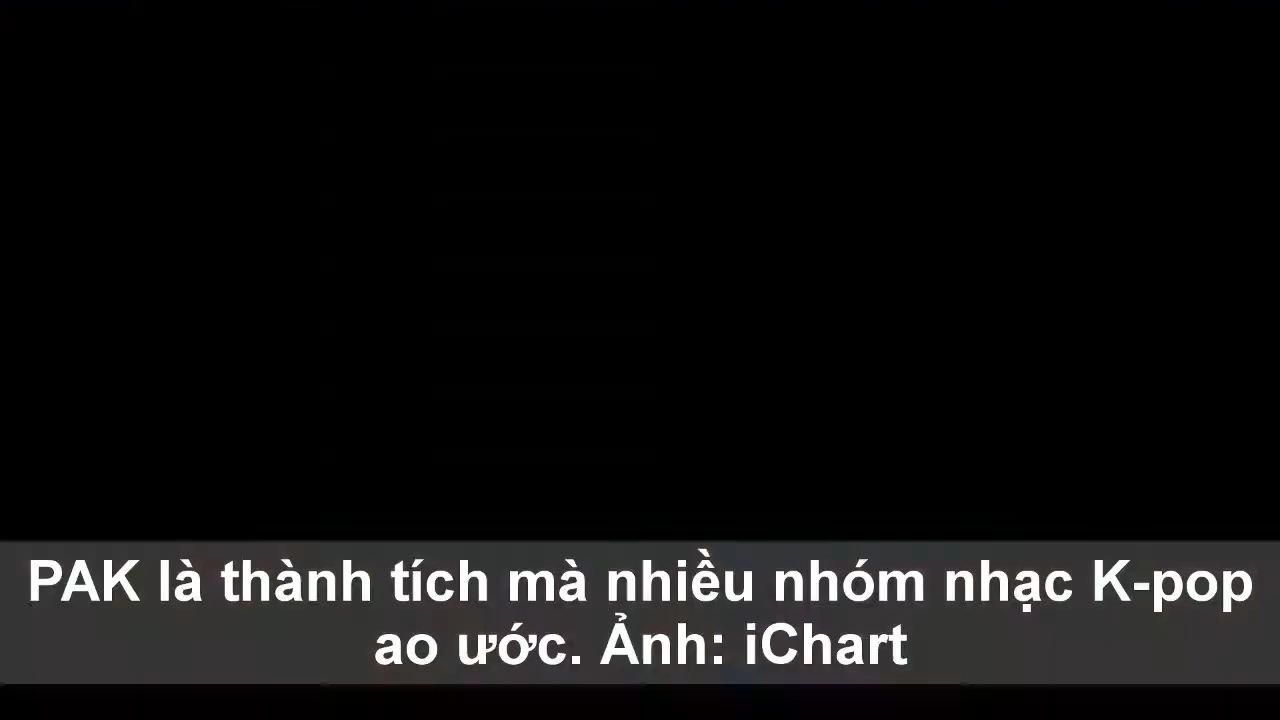 PAK là thành tích mà nhiều nhóm nhạc K-pop
ao ước. Ảnh: iChart